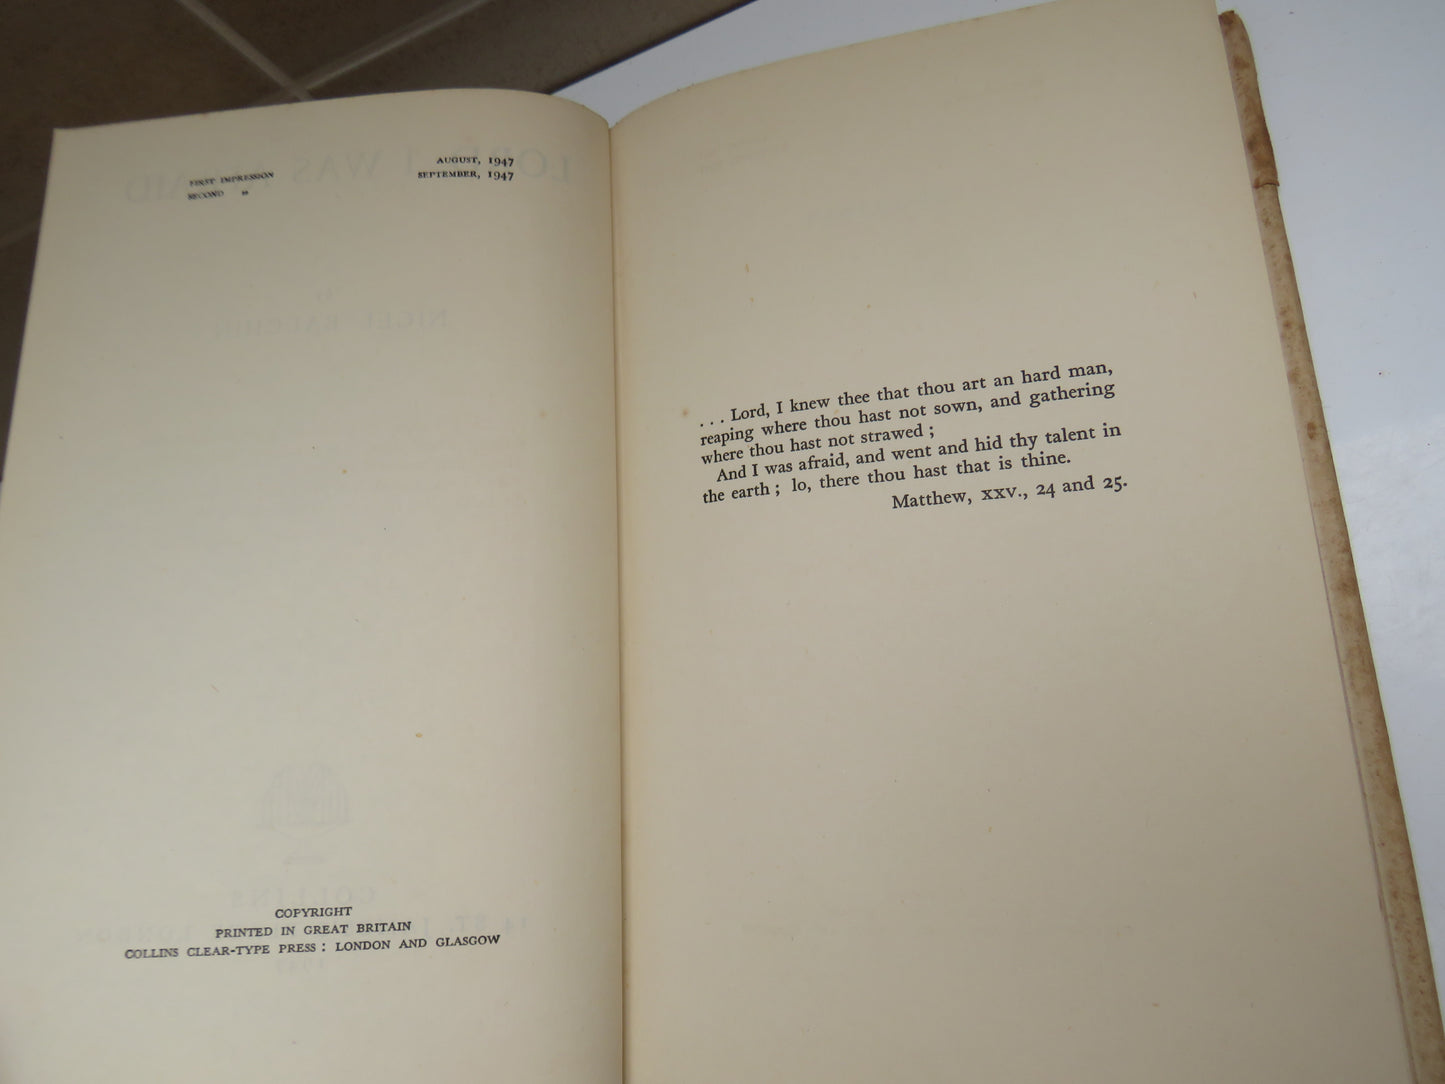 FIRST IMPRESSION AUGUST, 1947
SECOND „ SEPTEMBER, 1947
COPYRIGHT
PRINTED IN GREAT BRITAIN
COLLINS CLEAR-TYPE PRESS : LONDON AND GLASGOW
. . . Lord, I knew thee that thou art an hard man,
reaping where thou hast not sown, and gathering
where thou hast not strawed ;
And I was afraid, and went and hid thy talent in
the earth ; lo, there thou hast that is thine.
Matthew, xxv., 24 and 25.